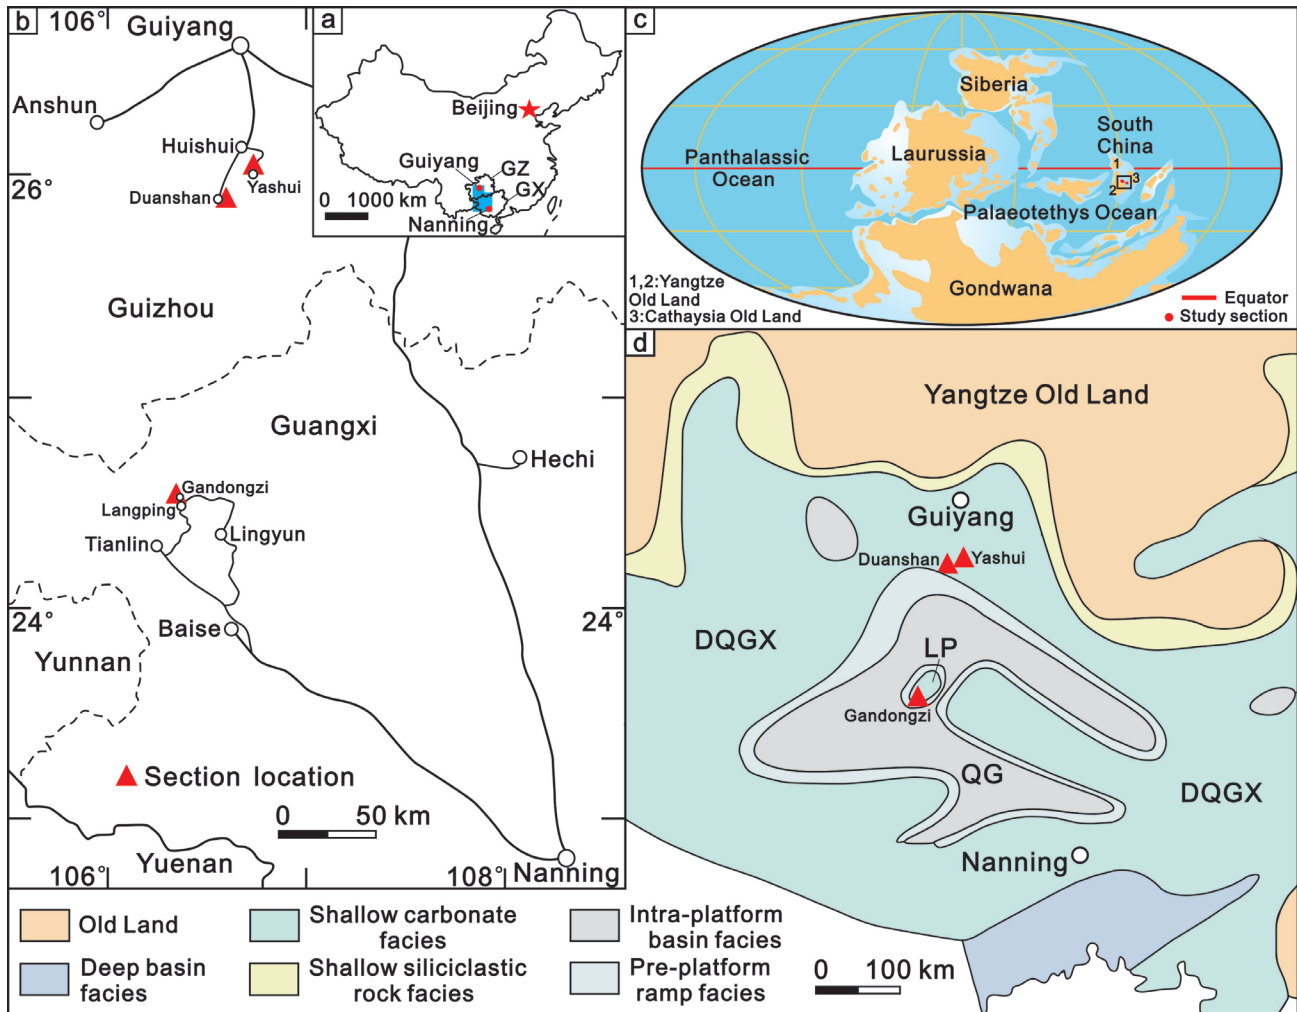 b
106°
Guiyang
Anshun
Huishui
26°
Yashui
Duanshan
Guizhou
Guangxi
Hechi
Gandongzi
Langping
Tianlin
Lingyun
24°
24°
Baise
Yunnan
Section location
0 50 km
Yuenan
106°
108°
Nanning
a
Beijing
Guiyang
GZ
GX
0 1000 km
Nanning
c
Siberia
South
China
Laurussia
Panthalassic
Ocean
1
3
2
Palaeotethys Ocean
Gondwana
1,2:Yangtze
Old Land
3:Cathaysia Old Land
Equator
Study section
d
Yangtze Old Land
Guiyang
Duanshan
Yashui
DQGX
LP
Gandongzi
QG
DQGX
Nanning
0 100 km
Old Land
Shallow carbonate
facies
Intra-platform
basin facies
Deep basin
facies
Shallow siliciclastic
rock facies
Pre-platform
ramp facies